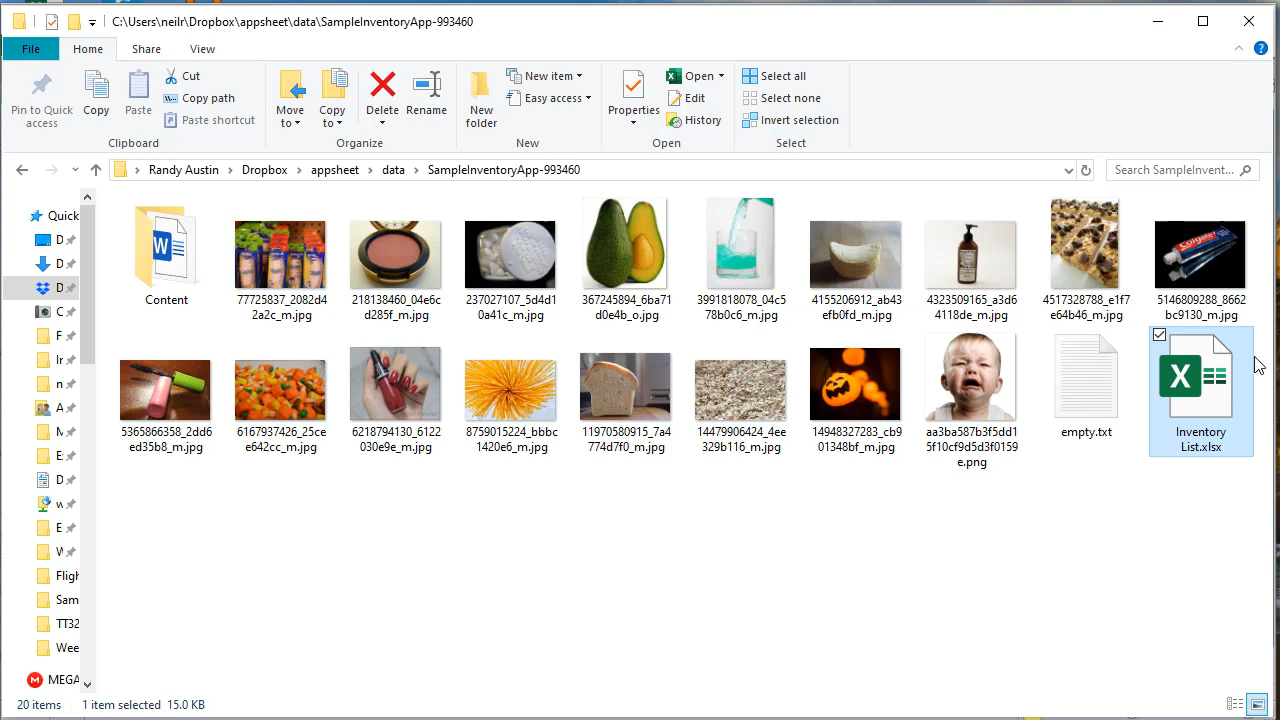 C:\Users\neilr\Dropbox\appsheet\data\SampleInventoryApp-993460
File Home Share View
Pin to Quick access
Copy
Paste
Cut
Copy path
Paste shortcut
Clipboard
Move to
Copy to
Delete
Rename
Organize
New folder
New item
Easy access
New
Properties
Open
Edit
History
Open
Select all
Select none
Invert selection
Select
Randy Austin > Dropbox > appsheet > data > SampleInventoryApp-993460
Search SampleInvent...
Quick
D
D
D
C
F
Ir
n
A
M
E
D
w
E
W
Fligh
Sam
TT32
Wee
MEGA
Content
77725837_2082d4
2a2c_m.jpg
218138460_04e6c
d285f_m.jpg
237027107_5d4d1
0a41c_m.jpg
367245894_6ba71
d0e4b_o.jpg
3991818078_04c5
78b0c6_m.jpg
4155206912_ab43
efb0fd_m.jpg
4323509165_a3d6
4118de_m.jpg
4517328788_e1f7
e64b46_m.jpg
5146809288_8662
bc9130_m.jpg
5365866358_2dd6
ed35b8_m.jpg
6167937426_25ce
e642cc_m.jpg
6218794130_6122
030e9e_m.jpg
8759015224_bbbc
1420e6_m.jpg
11970580915_7a4
774d7f0_m.jpg
14479906424_4ee
329b116_m.jpg
14948327283_cb9
01348bf_m.jpg
aa3ba587b3f5dd1
5f10cf9d5d3f0159
e.png
empty.txt
Inventory
List.xlsx
Colgate
20 items 1 item selected 15.0 KB